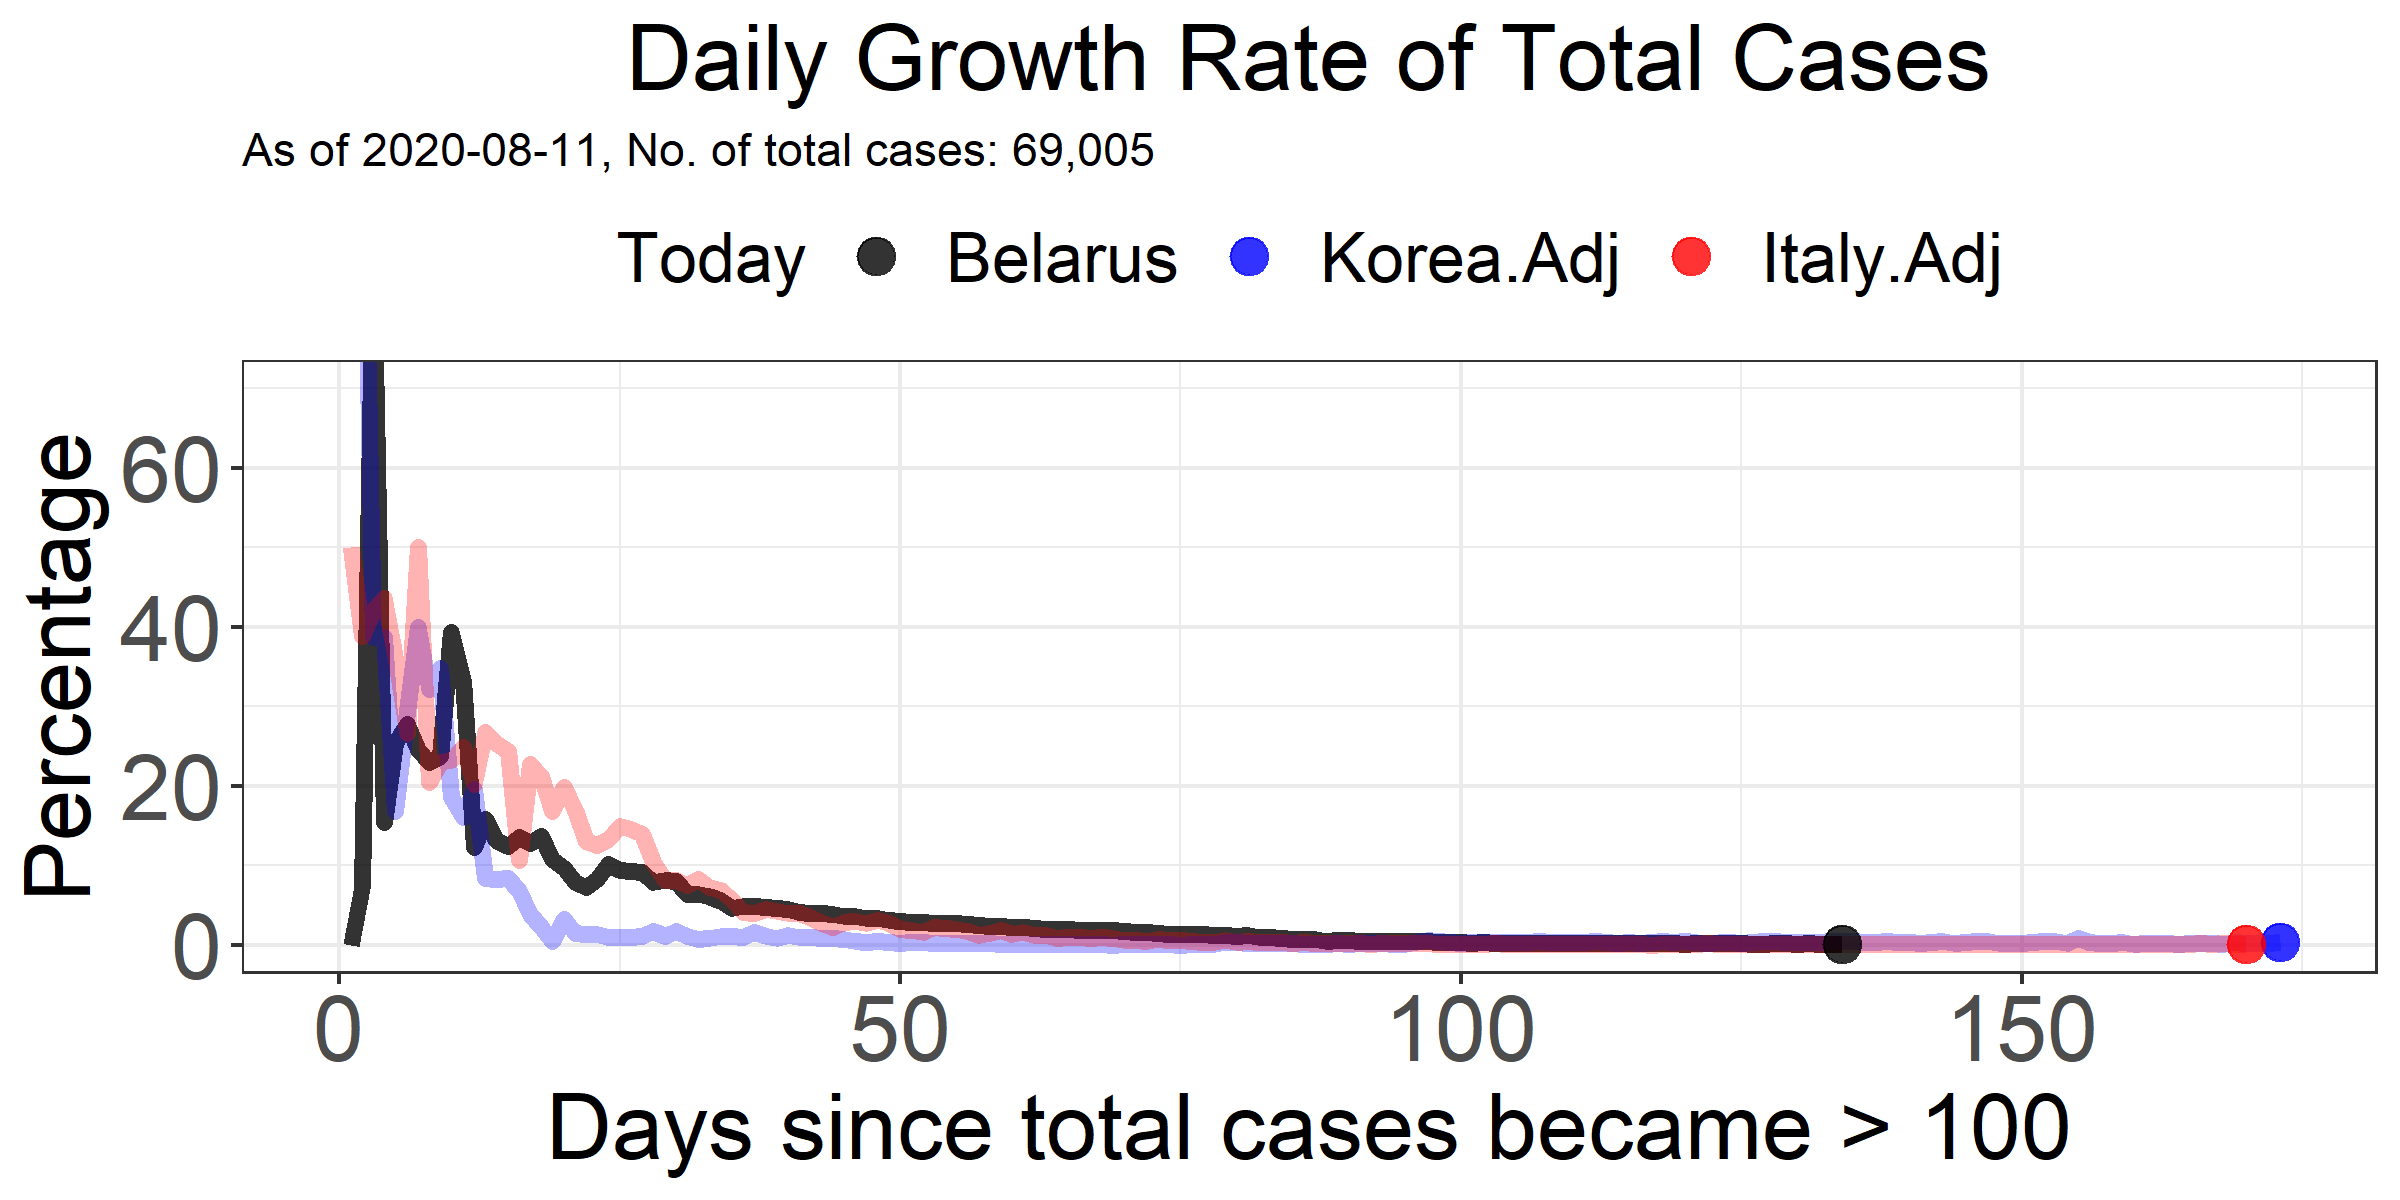 Daily Growth Rate of Total Cases
As of 2020-08-11, No. of total cases: 69,005
Today Belarus Korea.Adj Italy.Adj
Percentage
60
40
20
0
0 50 100 150
Days since total cases became > 100